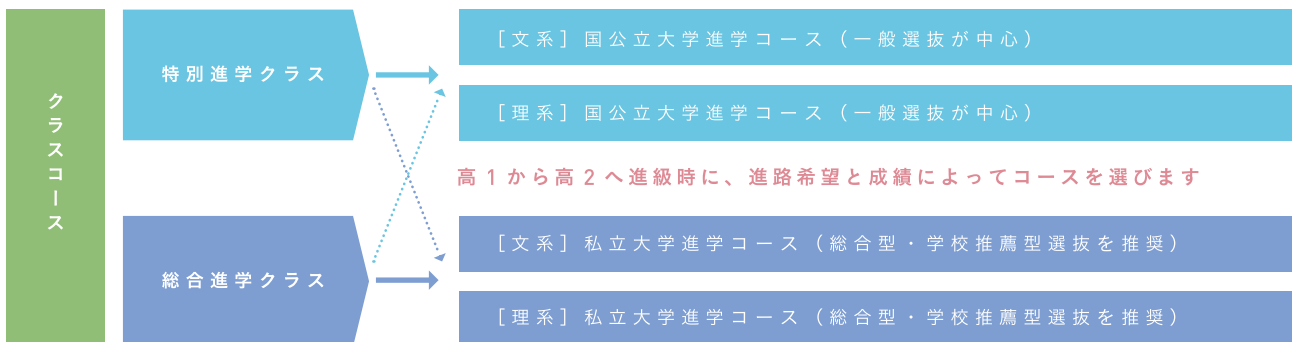 クラスコース
特別進学クラス
［文系］国公立大学進学コース（一般選抜が中心）
［理系］国公立大学進学コース（一般選抜が中心）
高1から高2へ進級時に、進路希望と成績によってコースを選びます
総合進学クラス
［文系］私立大学進学コース（総合型・学校推薦型選抜を推奨）
［理系］私立大学進学コース（総合型・学校推薦型選抜を推奨）